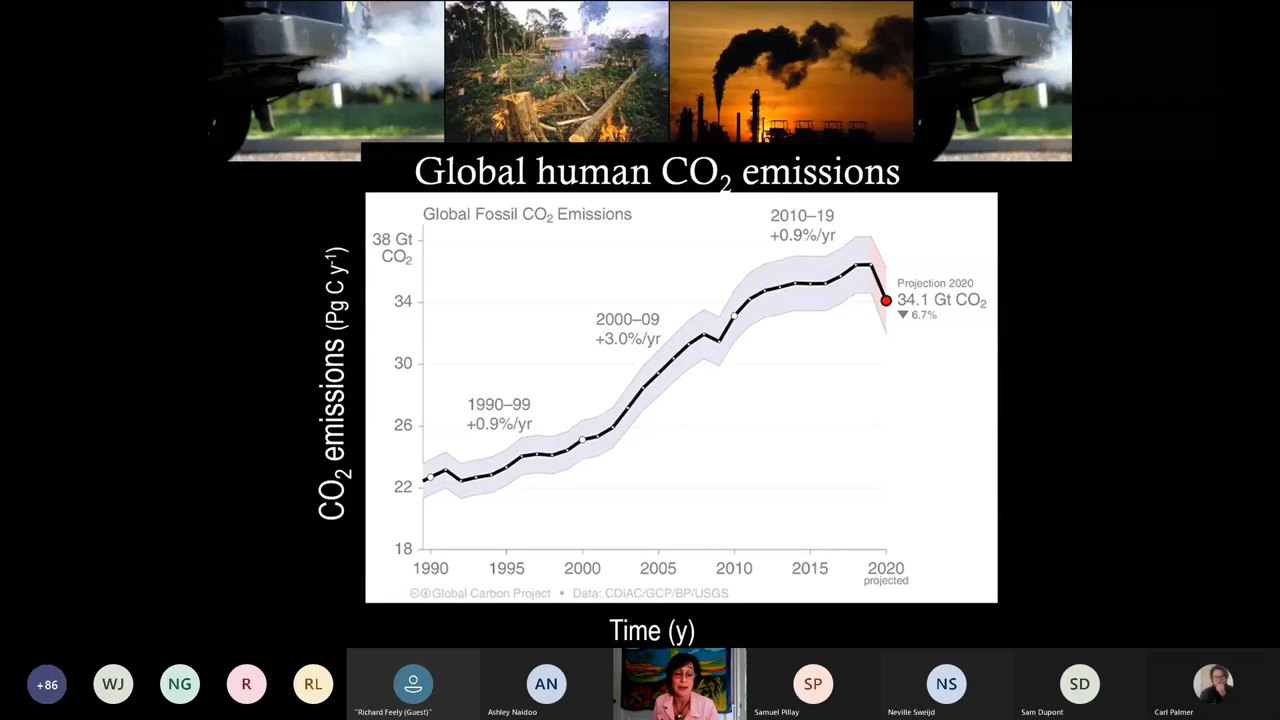 Global human CO₂ emissions
Global Fossil CO₂ Emissions
38 Gt
CO₂
34
30
26
22
18
CO₂ emissions (Pg C y⁻¹)
1990–99
+0.9%/yr
2000–09
+3.0%/yr
2010–19
+0.9%/yr
Projection 2020
34.1 Gt CO₂
▼ 6.7%
1990 1995 2000 2005 2010 2015 2020
projected
Global Carbon Project • Data: CDIAC/GCP/BP/USGS
Time (y)
+86 WJ NG R RL AN SP NS SD
"Richard Feely (Guest)" Ashley Naidoo Samuel Pillay Neville Sweijd Sam Dupont Carl Palmer